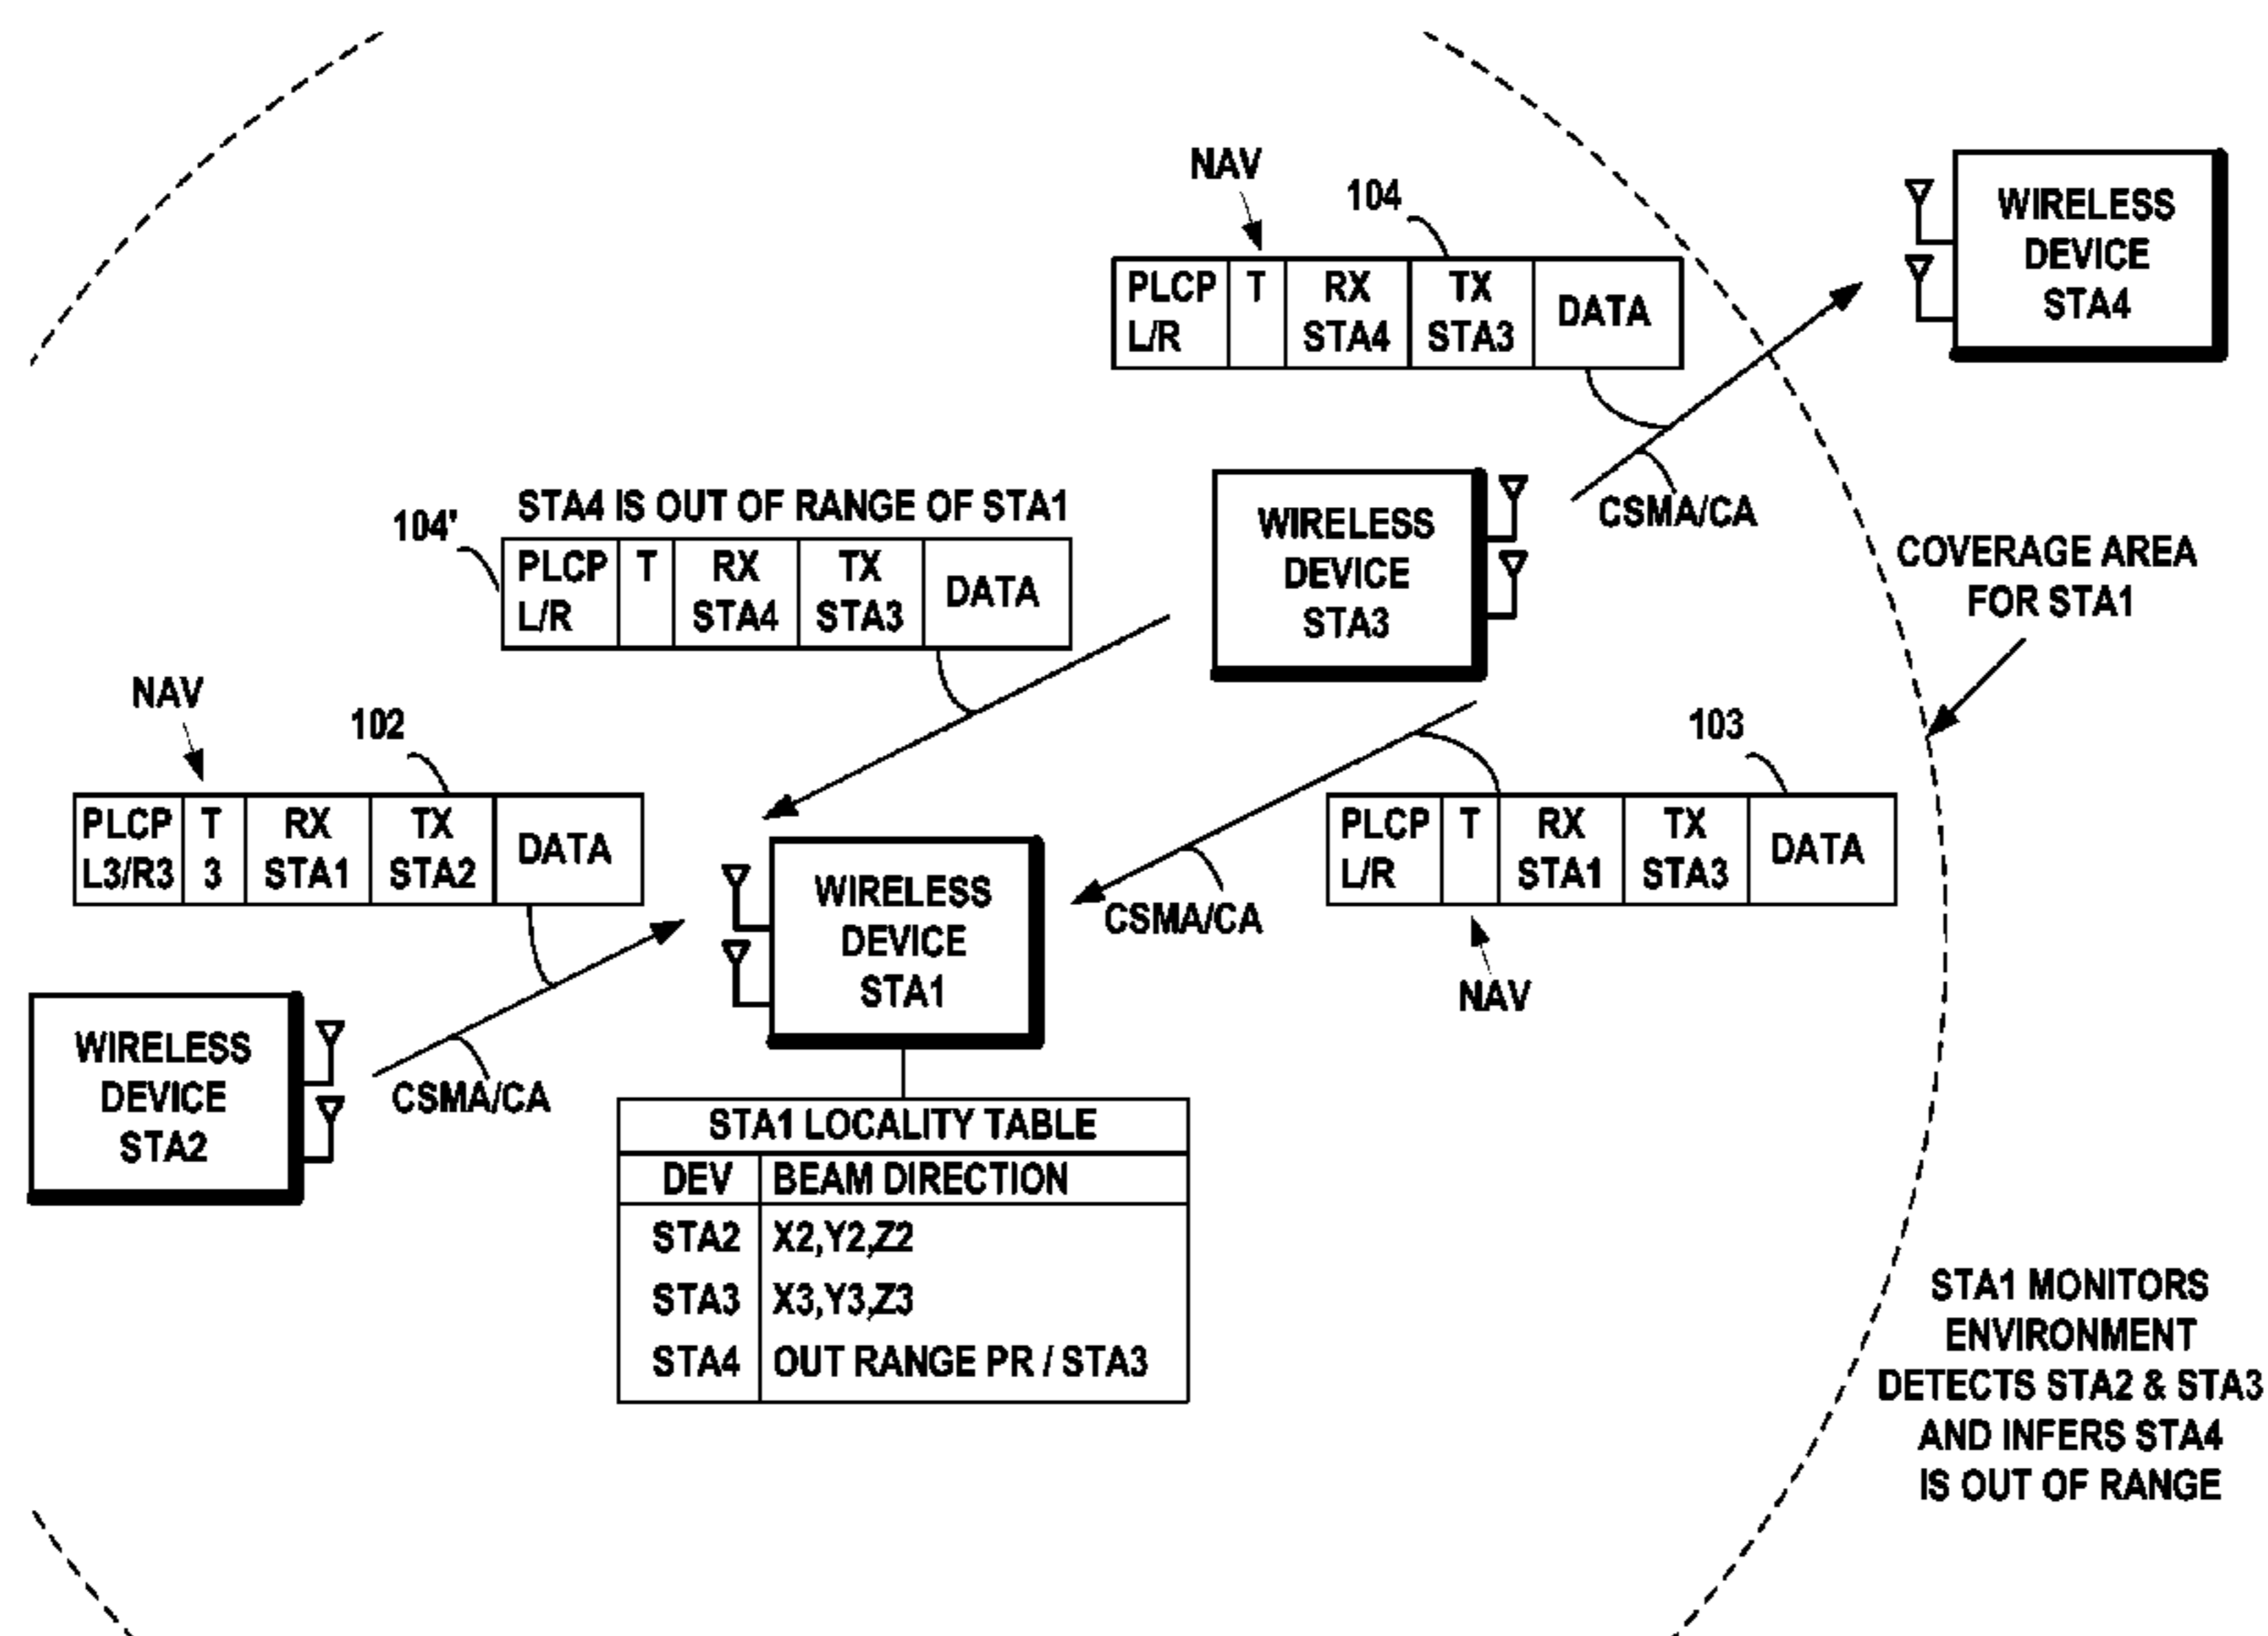 NAV
104
PLCP L/R
T
RX STA4
TX STA3
DATA
WIRELESS
DEVICE
STA4
CSMA/CA
STA4 IS OUT OF RANGE OF STA1
104'
PLCP L/R
T
RX STA4
TX STA3
DATA
WIRELESS
DEVICE
STA3
COVERAGE AREA
FOR STA1
NAV
102
PLCP L3/R3
T 3
RX STA1
TX STA2
DATA
103
PLCP L/R
T
RX STA1
TX STA3
DATA
NAV
CSMA/CA
WIRELESS
DEVICE
STA1
WIRELESS
DEVICE
STA2
CSMA/CA
STA1 LOCALITY TABLE
DEV BEAM DIRECTION
STA2 X2,Y2,Z2
STA3 X3,Y3,Z3
STA4 OUT RANGE PR / STA3
STA1 MONITORS
ENVIRONMENT
DETECTS STA2 & STA3
AND INFERS STA4
IS OUT OF RANGE